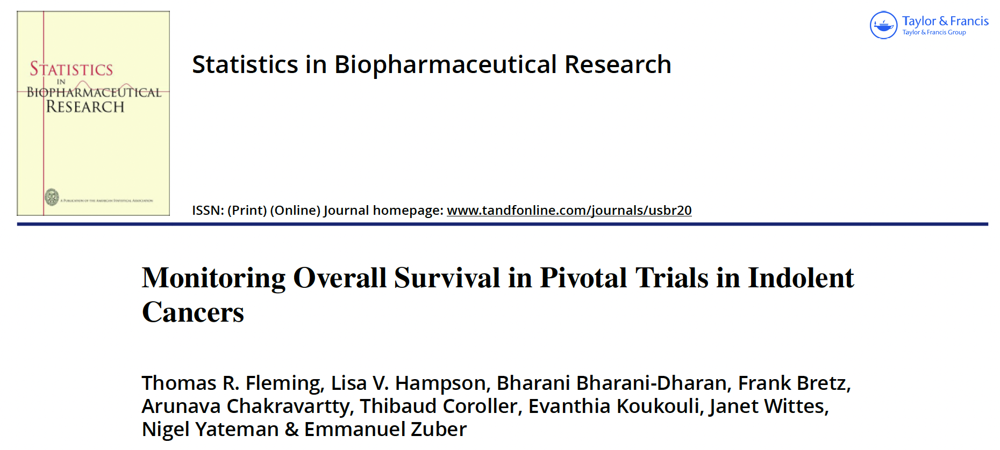 STATISTICS
IN
BIOPHARMACEUTICAL
RESEARCH
A PUBLICATION OF THE AMERICAN STATISTICAL ASSOCIATION
Taylor & Francis
Taylor & Francis Group
Statistics in Biopharmaceutical Research
ISSN: (Print) (Online) Journal homepage: www.tandfonline.com/journals/usbr20
Monitoring Overall Survival in Pivotal Trials in Indolent
Cancers
Thomas R. Fleming, Lisa V. Hampson, Bharani Bharani-Dharan, Frank Bretz,
Arunava Chakravartty, Thibaud Coroller, Evanthia Koukouli, Janet Wittes,
Nigel Yateman & Emmanuel Zuber